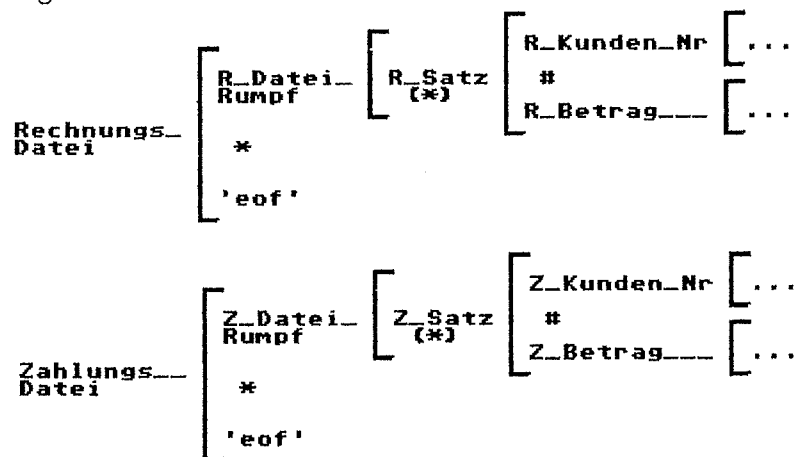 R_Kunden_Nr ...
R_Datei_ R_Satz #
Rumpf (*)
R_Betrag___ ...
Rechnungs_
Datei *
'eof'
Z_Kunden_Nr ...
Z_Datei_ Z_Satz #
Rumpf (*)
Z_Betrag___ ...
Zahlungs__
Datei *
'eof'